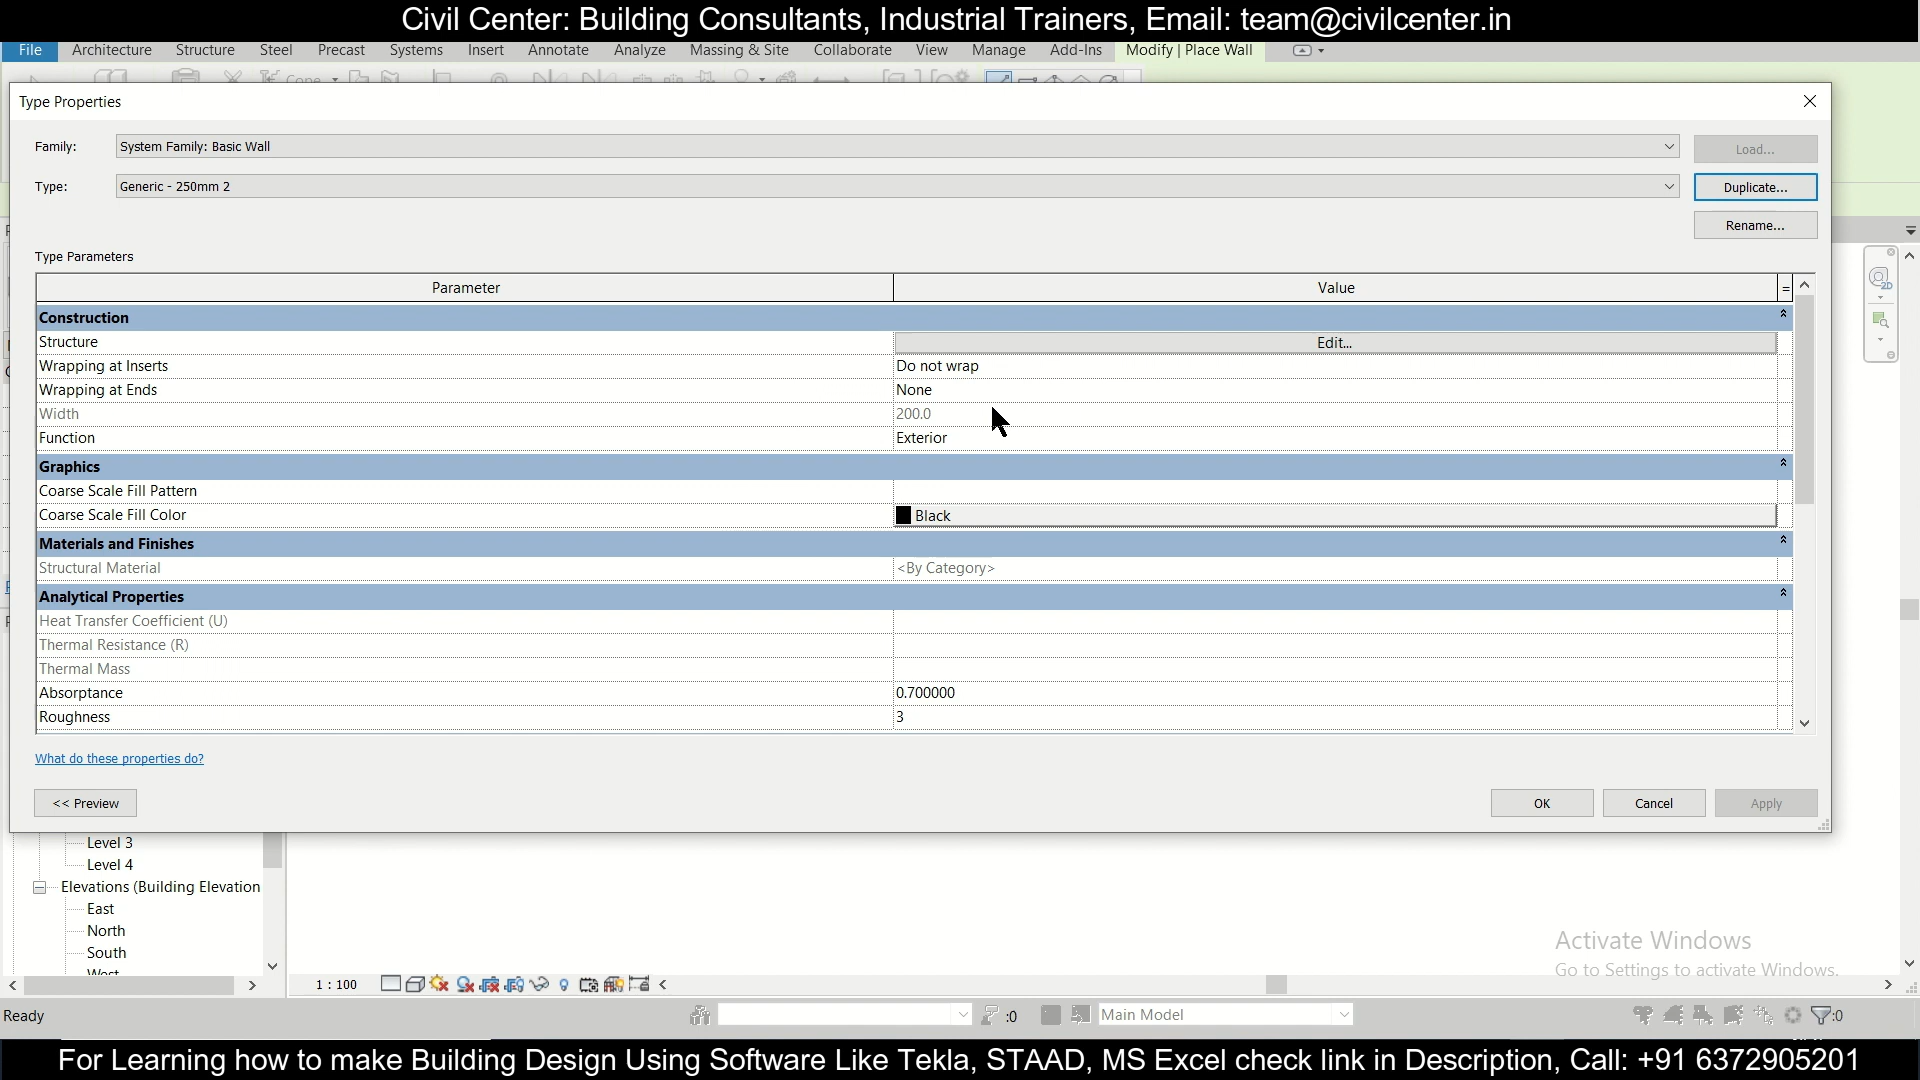 Civil Center: Building Consultants, Industrial Trainers, Email: team@civilcenter.in
File Architecture Structure Steel Precast Systems Insert Annotate Analyze Massing & Site Collaborate View Manage Add-Ins Modify | Place Wall
Cope
Type Properties
Family: System Family: Basic Wall Load...
Type: Generic - 250mm 2 Duplicate...
Rename...
Type Parameters
Parameter Value =
Construction
Structure Edit...
Wrapping at Inserts Do not wrap
Wrapping at Ends None
Width 200.0
Function Exterior
Graphics
Coarse Scale Fill Pattern
Coarse Scale Fill Color Black
Materials and Finishes
Structural Material <By Category>
Analytical Properties
Heat Transfer Coefficient (U)
Thermal Resistance (R)
Thermal Mass
Absorptance 0.700000
Roughness 3
What do these properties do?
<< Preview OK Cancel Apply
Level 3
Level 4
Elevations (Building Elevation
East
North
South
West
Activate Windows
Go to Settings to activate Windows.
1 : 100
Ready :0 Main Model :0
For Learning how to make Building Design Using Software Like Tekla, STAAD, MS Excel check link in Description, Call: +91 6372905201